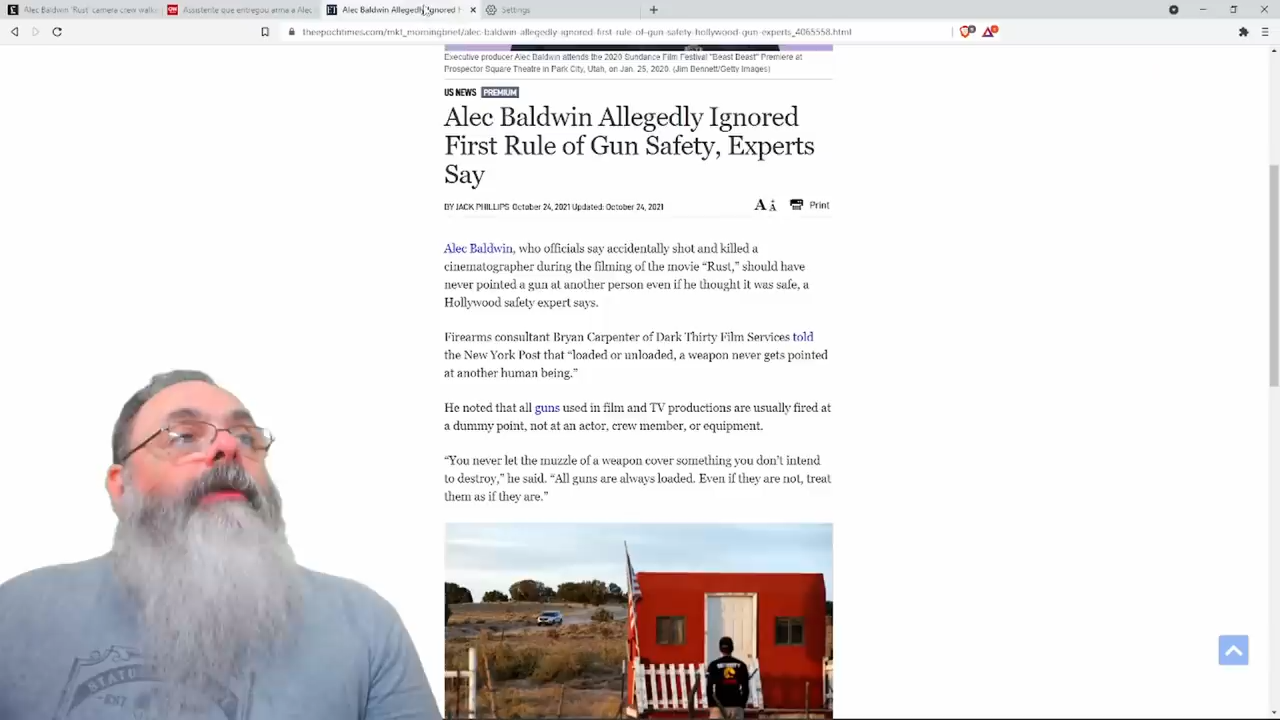 Alec Baldwin 'Rust' camera crew walk
Assistente que entregou arma a Alec
Alec Baldwin Allegedly Ignored
Settings
theepochtimes.com/mkt_morningbrief/alec-baldwin-allegedly-ignored-first-rule-of-gun-safety-hollywood-gun-experts_4065558.html
Executive producer Alec Baldwin attends the 2020 Sundance Film Festival "Beast Beast" Premiere at
Prospector Square Theatre in Park City, Utah, on Jan. 25, 2020. (Jim Bennett/Getty Images)
US NEWS PREMIUM
Alec Baldwin Allegedly Ignored
First Rule of Gun Safety, Experts
Say
BY JACK PHILLIPS October 24, 2021 Updated: October 24, 2021
A A Print
Alec Baldwin, who officials say accidentally shot and killed a
cinematographer during the filming of the movie “Rust,” should have
never pointed a gun at another person even if he thought it was safe, a
Hollywood safety expert says.
Firearms consultant Bryan Carpenter of Dark Thirty Film Services told
the New York Post that “loaded or unloaded, a weapon never gets pointed
at another human being.”
He noted that all guns used in film and TV productions are usually fired at
a dummy point, not at an actor, crew member, or equipment.
“You never let the muzzle of a weapon cover something you don’t intend
to destroy,” he said. “All guns are always loaded. Even if they are not, treat
them as if they are.”
SECURITY